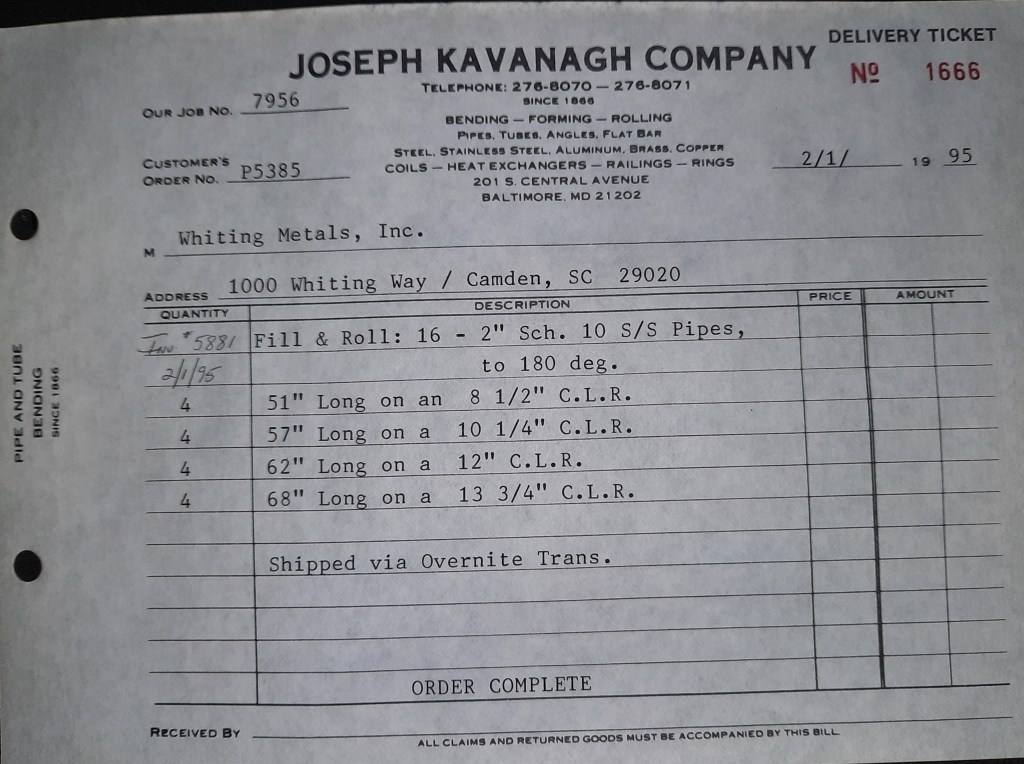 DELIVERY TICKET
JOSEPH KAVANAGH COMPANY
Nº 1666
TELEPHONE: 276-8070 — 276-8071
SINCE 1866
OUR JOB NO. 7956
BENDING — FORMING — ROLLING
PIPES, TUBES, ANGLES, FLAT BAR
STEEL, STAINLESS STEEL, ALUMINUM, BRASS, COPPER
CUSTOMER'S ORDER NO. P5385
COILS — HEAT EXCHANGERS — RAILINGS — RINGS
2/1/ 19 95
201 S. CENTRAL AVENUE
BALTIMORE, MD 21202
M Whiting Metals, Inc.
ADDRESS 1000 Whiting Way / Camden, SC 29020
QUANTITY DESCRIPTION PRICE AMOUNT
Inv # 5881 Fill & Roll: 16 - 2" Sch. 10 S/S Pipes,
2/1/95 to 180 deg.
4 51" Long on an 8 1/2" C.L.R.
4 57" Long on a 10 1/4" C.L.R.
4 62" Long on a 12" C.L.R.
4 68" Long on a 13 3/4" C.L.R.
Shipped via Overnite Trans.
ORDER COMPLETE
RECEIVED BY
ALL CLAIMS AND RETURNED GOODS MUST BE ACCOMPANIED BY THIS BILL
PIPE AND TUBE
BENDING
SINCE 1866